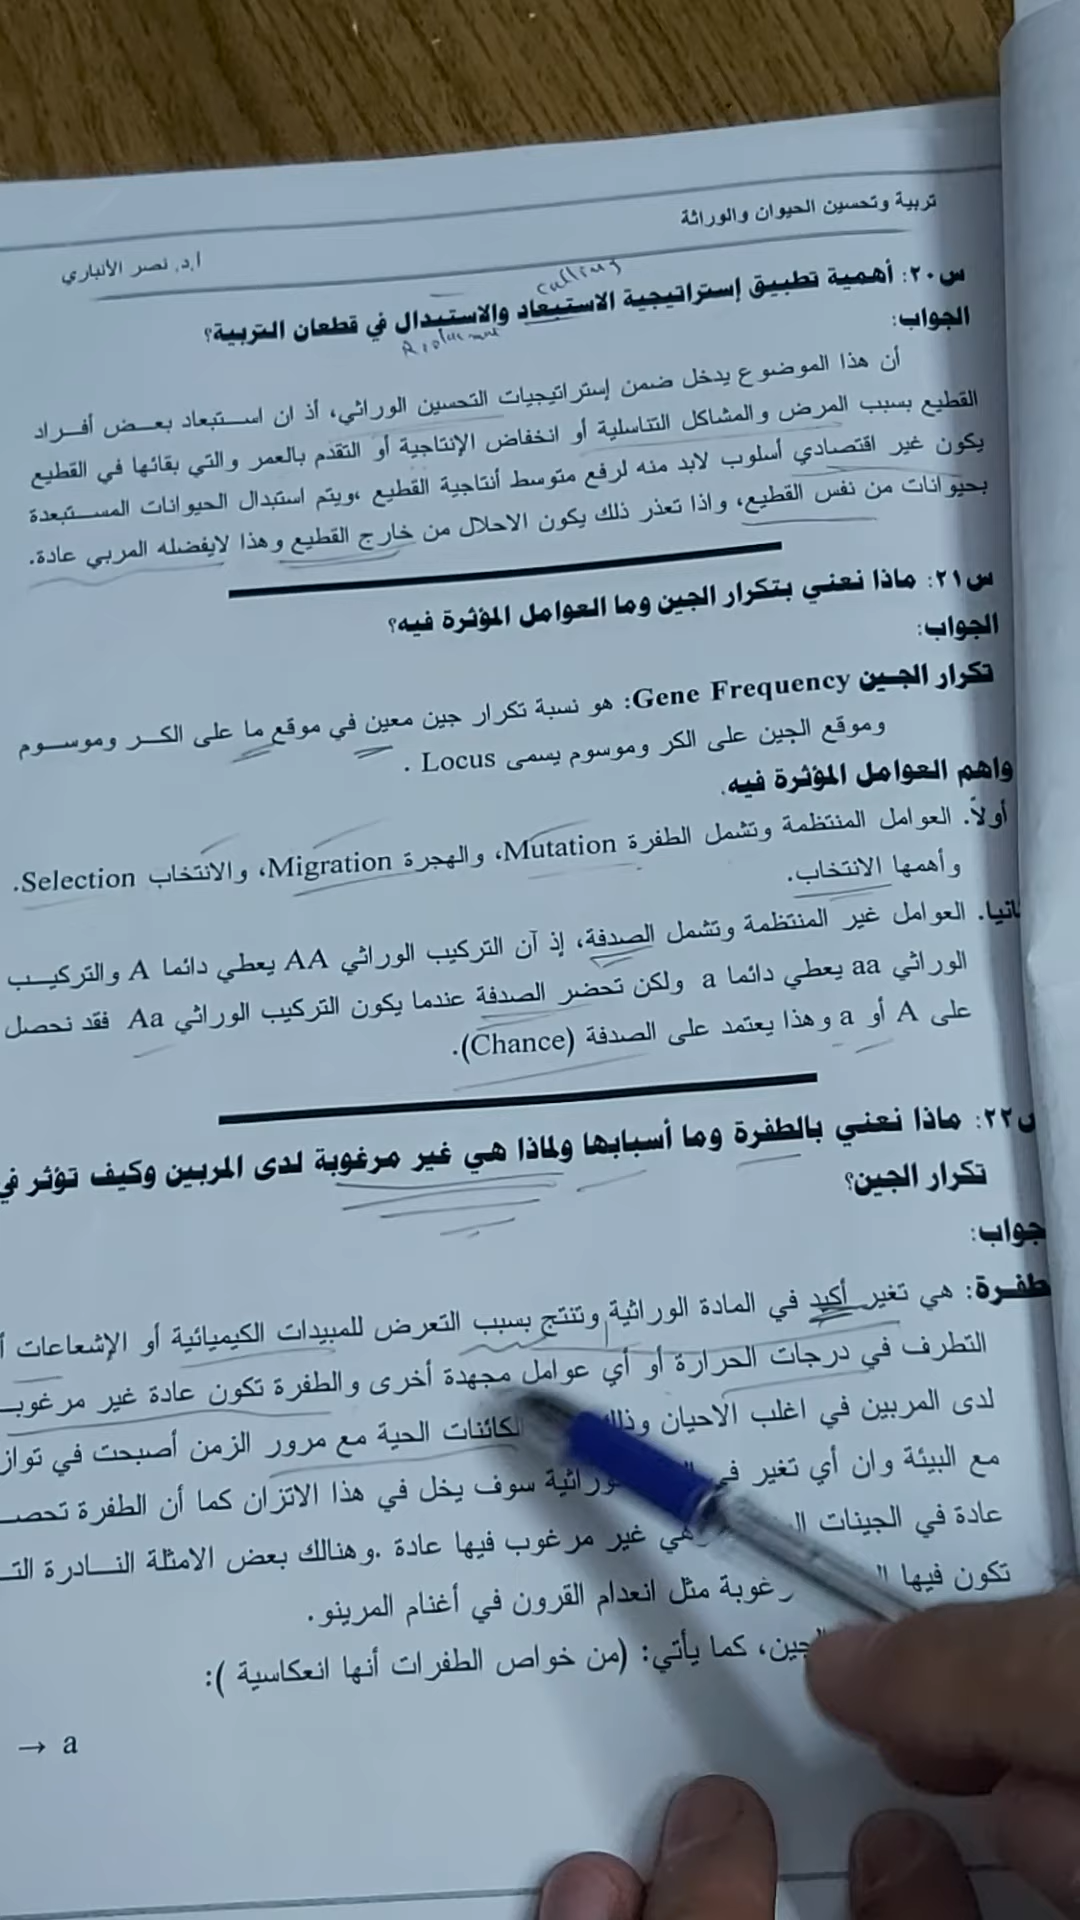 تربية وتحسين الحيوان والوراثة
أ.د. نصر الأنباري
culling
س٢٠: أهمية تطبيق إستراتيجية الاستبعاد والاستبدال في قطعان التربية؟
الجواب:
أن هذا الموضوع يدخل ضمن إستراتيجيات التحسين الوراثي، أذ ان استبعاد بعض أفراد
القطيع بسبب المرض والمشاكل التناسلية أو انخفاض الإنتاجية أو التقدم بالعمر والتي بقائها في القطيع
يكون غير اقتصادي أسلوب لابد منه لرفع متوسط أنتاجية القطيع ،ويتم استبدال الحيوانات المستبعدة
بحيوانات من نفس القطيع، واذا تعذر ذلك يكون الاحلال من خارج القطيع وهذا لايفضله المربي عادة.
س٢١: ماذا نعني بتكرار الجين وما العوامل المؤثرة فيه؟
الجواب:
تكرار الجين Gene Frequency: هو نسبة تكرار جين معين في موقع ما على الكر وموسوم
وموقع الجين على الكر وموسوم يسمى Locus .
واهم العوامل المؤثرة فيه.
أولاً. العوامل المنتظمة وتشمل الطفرة Mutation، والهجرة Migration، والانتخاب Selection.
وأهمها الانتخاب.
العوامل غير المنتظمة وتشمل الصدفة، إذ آن التركيب الوراثي AA يعطي دائما A والتركيب
الوراثي aa يعطي دائما a ولكن تحضر الصدفة عندما يكون التركيب الوراثي Aa فقد نحصل
على A أو a وهذا يعتمد على الصدفة (Chance).
س٢٢: ماذا نعني بالطفرة وما أسبابها ولماذا هي غير مرغوبة لدى المربين وكيف تؤثر في
تكرار الجين؟
جواب:
طفرة: هي تغير أكيد في المادة الوراثية وتنتج بسبب التعرض للمبيدات الكيميائية أو الإشعاعات
التطرف في درجات الحرارة أو أي عوامل مجهدة أخرى والطفرة تكون عادة غير
لدى المربين في اغلب الاحيان الكائنات الحية مع مرور الزمن أصبحت في
مع البيئة وان أي تغير في سوف يخل في هذا الاتزان كما أن الطفرة
عادة في الجينات هي غير مرغوب فيها عادة .وهنالك بعض الامثلة النادرة
تكون فيها مثل انعدام القرون في أغنام المرينو.
الجين، كما يأتي: (من خواص الطفرات أنها انعكاسية ):
→ a